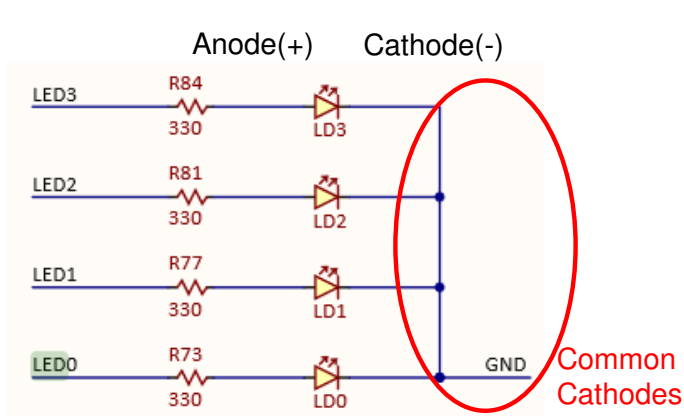 Anode(+) Cathode(-)
LED3 R84
330 LD3
LED2 R81
330 LD2
LED1 R77
330 LD1
LED0 R73 GND
330 LD0
Common
Cathodes